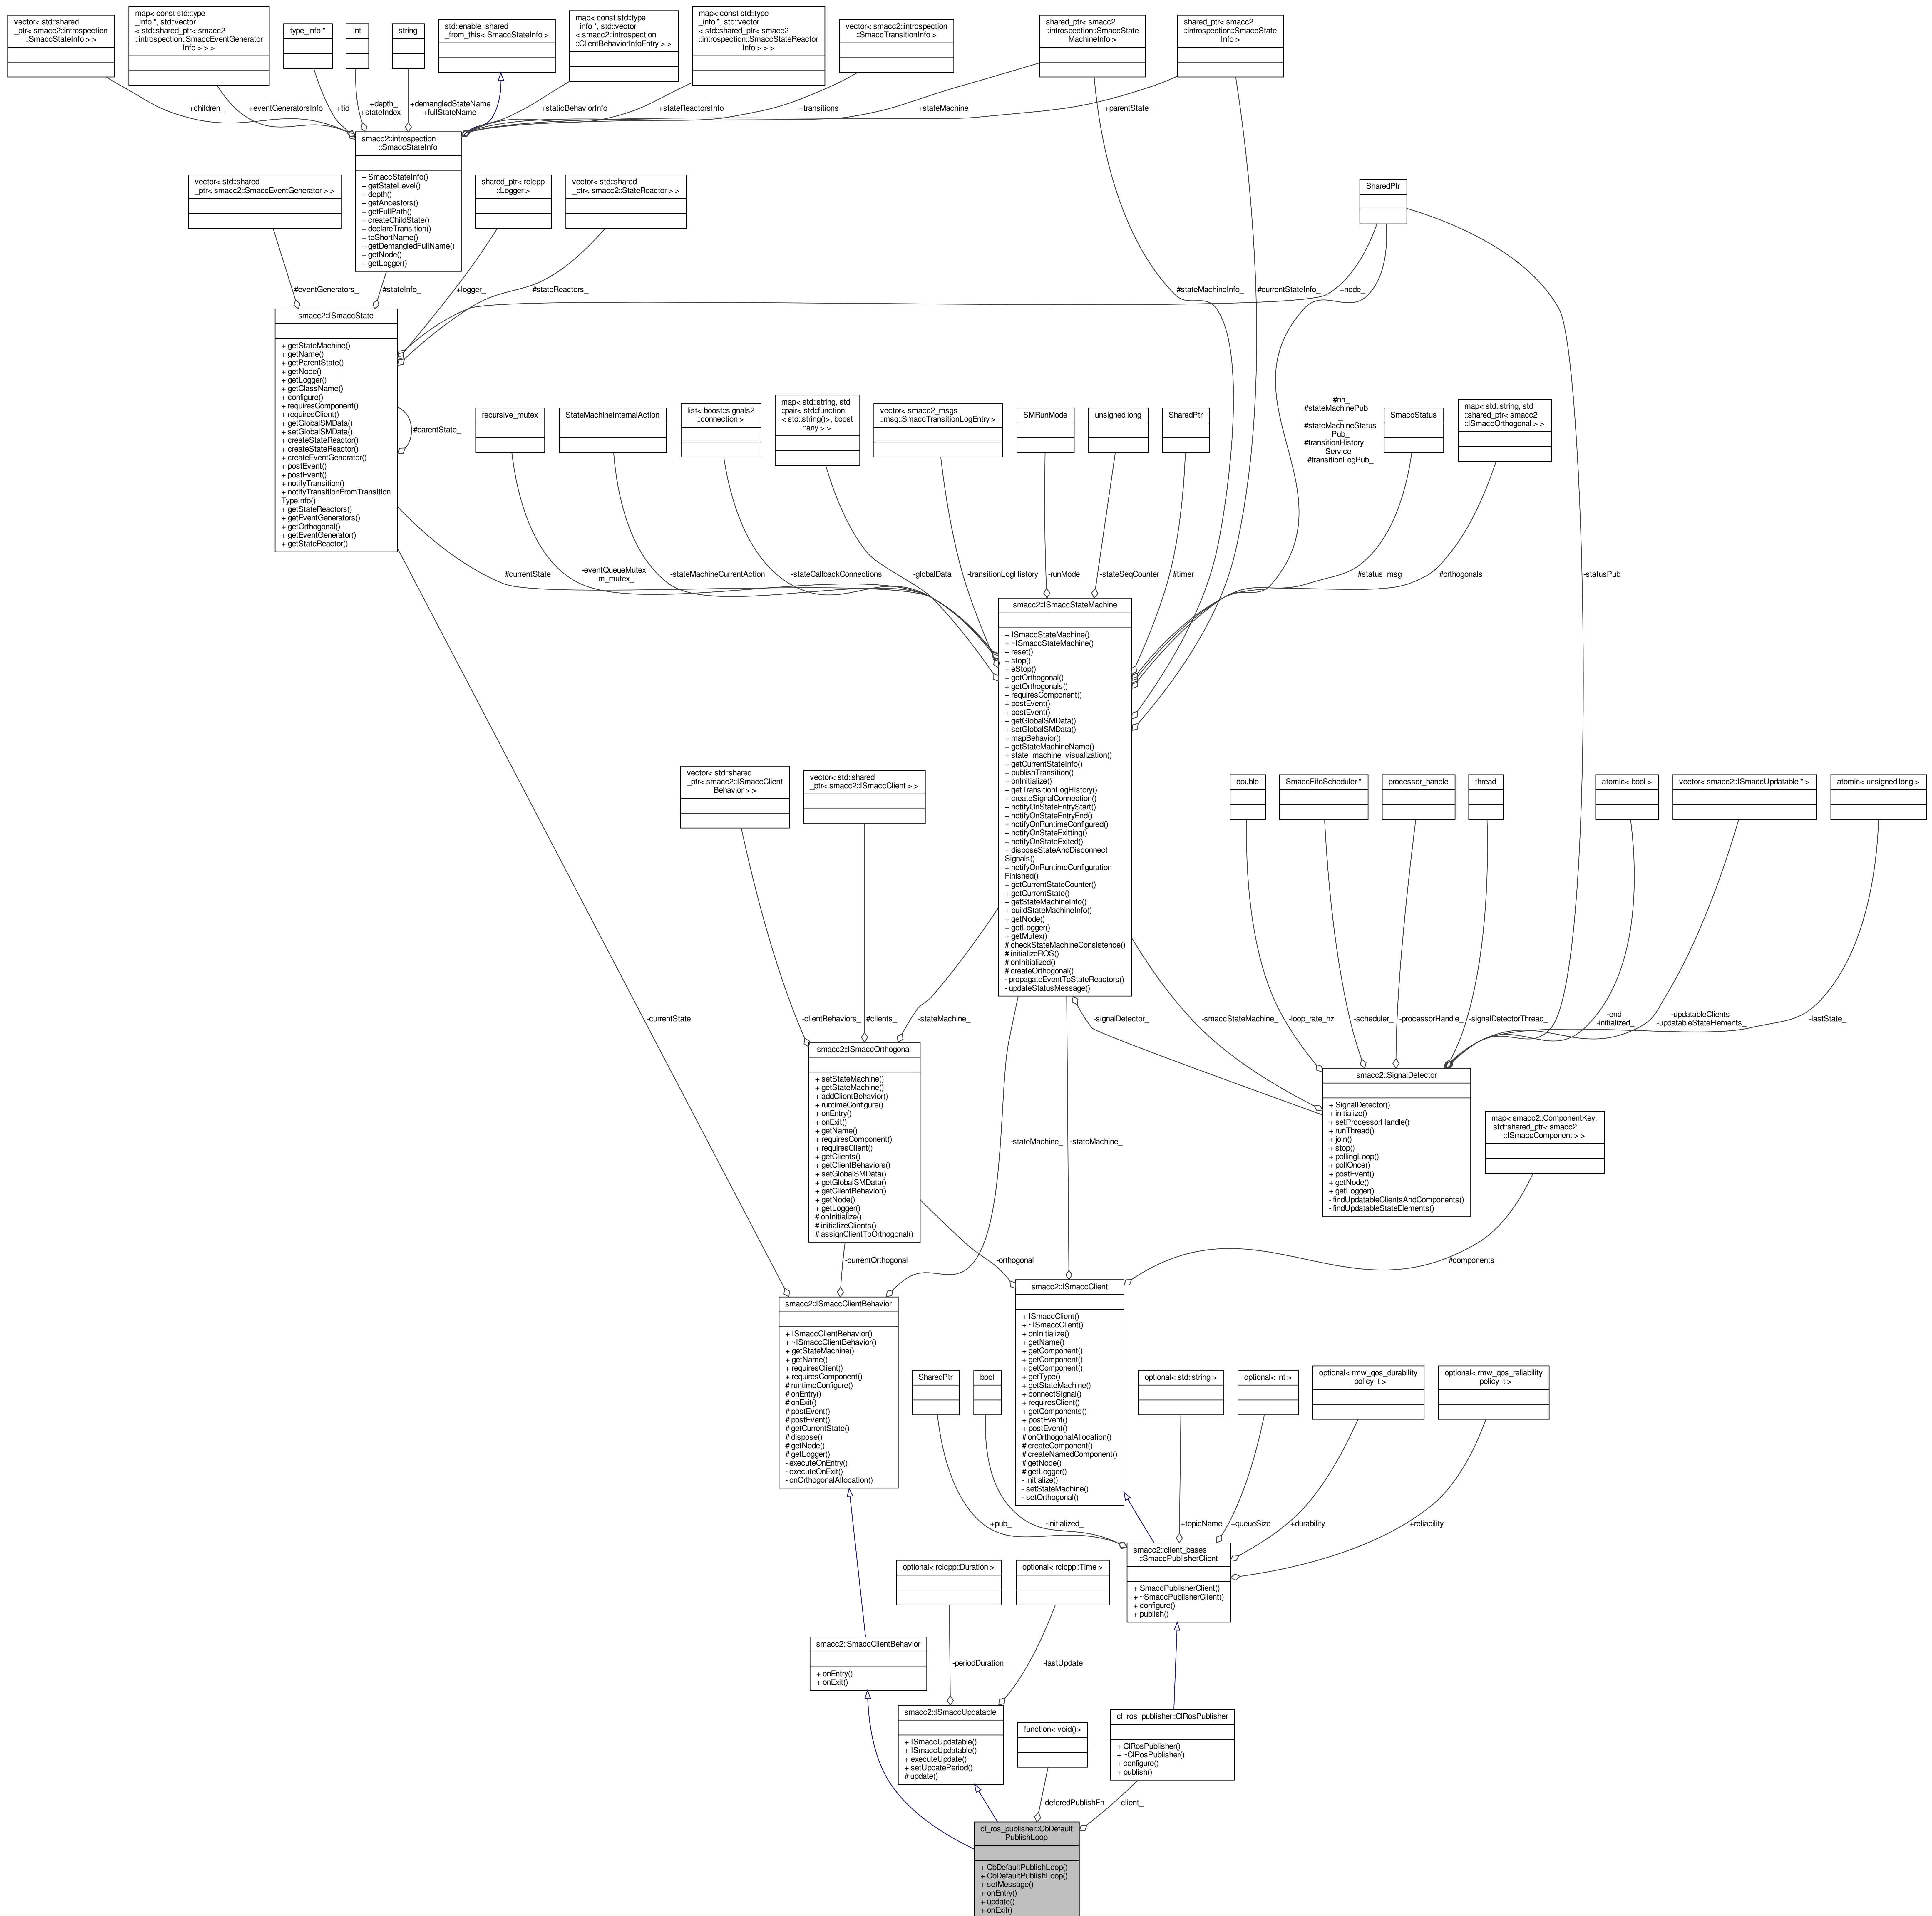 vector< std::shared
_ptr< smacc2::introspection
::SmaccStateInfo > >
map< const std::type
_info *, std::vector
< std::shared_ptr< smacc2
::introspection::SmaccEventGenerator
Info > > >
type_info *
int
string
std::enable_shared
_from_this< SmaccStateInfo >
map< const std::type
_info *, std::vector
< smacc2::introspection
::ClientBehaviorInfoEntry > >
map< const std::type
_info *, std::vector
< std::shared_ptr< smacc2
::introspection::SmaccStateReactor
Info > > >
vector< smacc2::introspection
::SmaccTransitionInfo >
shared_ptr< smacc2
::introspection::SmaccState
MachineInfo >
shared_ptr< smacc2
::introspection::SmaccState
Info >
+children_
+eventGeneratorsInfo
+tid_
+depth_
+stateIndex_
+demangledStateName
+fullStateName
+staticBehaviorInfo
+stateReactorsInfo
+transitions_
+stateMachine_
+parentState_
smacc2::introspection
::SmaccStateInfo
+ SmaccStateInfo()
+ getStateLevel()
+ depth()
+ getAncestors()
+ getFullPath()
+ createChildState()
+ declareTransition()
+ toShortName()
+ getDemangledFullName()
+ getNode()
+ getLogger()
vector< std::shared
_ptr< smacc2::SmaccEventGenerator > >
shared_ptr< rclcpp
::Logger >
vector< std::shared
_ptr< smacc2::StateReactor > >
SharedPtr
#eventGenerators_
#stateInfo_
+logger_
#stateReactors_
#stateMachineInfo_
#currentStateInfo_
+node_
smacc2::ISmaccState
+ getStateMachine()
+ getName()
+ getParentState()
+ getNode()
+ getLogger()
+ getClassName()
+ configure()
+ requiresComponent()
+ requiresClient()
+ getGlobalSMData()
+ setGlobalSMData()
+ createStateReactor()
+ createStateReactor()
+ createEventGenerator()
+ postEvent()
+ postEvent()
+ notifyTransition()
+ notifyTransitionFromTransition
TypeInfo()
+ getStateReactors()
+ getEventGenerators()
+ getOrthogonal()
+ getEventGenerator()
+ getStateReactor()
#parentState_
recursive_mutex
StateMachineInternalAction
list< boost::signals2
::connection >
map< std::string, std
::pair< std::function
< std::string()>, boost
::any > >
vector< smacc2_msgs
::msg::SmaccTransitionLogEntry >
SMRunMode
unsigned long
SharedPtr
#nh_
#stateMachinePub
_
#stateMachineStatus
Pub_
#transitionHistory
Service_
#transitionLogPub_
SmaccStatus
map< std::string, std
::shared_ptr< smacc2
::ISmaccOrthogonal > >
#currentState_
-eventQueueMutex_
-m_mutex_
-stateMachineCurrentAction
-stateCallbackConnections
-globalData_
-transitionLogHistory_
-runMode_
-stateSeqCounter_
#timer_
#status_msg_
#orthogonals_
-statusPub_
smacc2::ISmaccStateMachine
+ ISmaccStateMachine()
+ ~ISmaccStateMachine()
+ reset()
+ stop()
+ eStop()
+ getOrthogonal()
+ getOrthogonals()
+ requiresComponent()
+ postEvent()
+ postEvent()
+ getGlobalSMData()
+ setGlobalSMData()
+ mapBehavior()
+ getStateMachineName()
+ state_machine_visualization()
+ getCurrentStateInfo()
+ publishTransition()
+ onInitialize()
+ getTransitionLogHistory()
+ createSignalConnection()
+ notifyOnStateEntryStart()
+ notifyOnStateEntryEnd()
+ notifyOnRuntimeConfigured()
+ notifyOnStateExitting()
+ notifyOnStateExited()
+ disposeStateAndDisconnect
Signals()
+ notifyOnRuntimeConfiguration
Finished()
+ getCurrentStateCounter()
+ getCurrentState()
+ getStateMachineInfo()
+ buildStateMachineInfo()
+ getNode()
+ getLogger()
+ getMutex()
# checkStateMachineConsistence()
# initializeROS()
# onInitialized()
# createOrthogonal()
- propagateEventToStateReactors()
- updateStatusMessage()
vector< std::shared
_ptr< smacc2::ISmaccClient
Behavior > >
vector< std::shared
_ptr< smacc2::ISmaccClient > >
double
SmaccFifoScheduler *
processor_handle
thread
atomic< bool >
vector< smacc2::ISmaccUpdatable * >
atomic< unsigned long >
-currentState
-clientBehaviors_
#clients_
-stateMachine_
-signalDetector_
-smaccStateMachine_
-loop_rate_hz
-scheduler_
-processorHandle_
-signalDetectorThread_
-end_
-initialized_
-updatableClients_
-updatableStateElements_
-lastState_
smacc2::ISmaccOrthogonal
+ setStateMachine()
+ getStateMachine()
+ addClientBehavior()
+ runtimeConfigure()
+ onEntry()
+ onExit()
+ getName()
+ requiresComponent()
+ requiresClient()
+ getClients()
+ getClientBehaviors()
+ setGlobalSMData()
+ getGlobalSMData()
+ getClientBehavior()
+ getNode()
+ getLogger()
# onInitialize()
# initializeClients()
# assignClientToOrthogonal()
smacc2::SignalDetector
+ SignalDetector()
+ initialize()
+ setProcessorHandle()
+ runThread()
+ join()
+ stop()
+ pollingLoop()
+ pollOnce()
+ postEvent()
+ getNode()
+ getLogger()
- findUpdatableClientsAndComponents()
- findUpdatableStateElements()
map< smacc2::ComponentKey,
std::shared_ptr< smacc2
::ISmaccComponent > >
-stateMachine_
-stateMachine_
-currentOrthogonal
-orthogonal_
#components_
smacc2::ISmaccClientBehavior
+ ISmaccClientBehavior()
+ ~ISmaccClientBehavior()
+ getStateMachine()
+ getName()
+ requiresClient()
+ requiresComponent()
# runtimeConfigure()
# onEntry()
# onExit()
# postEvent()
# postEvent()
# getCurrentState()
# dispose()
# getNode()
# getLogger()
- executeOnEntry()
- executeOnExit()
- onOrthogonalAllocation()
smacc2::ISmaccClient
+ ISmaccClient()
+ ~ISmaccClient()
+ onInitialize()
+ getName()
+ getComponent()
+ getComponent()
+ getComponent()
+ getType()
+ getStateMachine()
+ connectSignal()
+ requiresClient()
+ getComponents()
+ postEvent()
+ postEvent()
# onOrthogonalAllocation()
# createComponent()
# createNamedComponent()
# getNode()
# getLogger()
- initialize()
- setStateMachine()
- setOrthogonal()
SharedPtr
bool
optional< std::string >
optional< int >
optional< rmw_qos_durability
_policy_t >
optional< rmw_qos_reliability
_policy_t >
+pub_
-initialized_
+topicName
+queueSize
+durability
+reliability
smacc2::client_bases
::SmaccPublisherClient
+ SmaccPublisherClient()
+ ~SmaccPublisherClient()
+ configure()
+ publish()
optional< rclcpp::Duration >
optional< rclcpp::Time >
smacc2::SmaccClientBehavior
+ onEntry()
+ onExit()
-periodDuration_
-lastUpdate_
smacc2::ISmaccUpdatable
+ ISmaccUpdatable()
+ ISmaccUpdatable()
+ executeUpdate()
+ setUpdatePeriod()
# update()
function< void()>
cl_ros_publisher::ClRosPublisher
+ ClRosPublisher()
+ ~ClRosPublisher()
+ configure()
+ publish()
-deferedPublishFn
-client_
cl_ros_publisher::CbDefault
PublishLoop
+ CbDefaultPublishLoop()
+ CbDefaultPublishLoop()
+ setMessage()
+ onEntry()
+ update()
+ onExit()